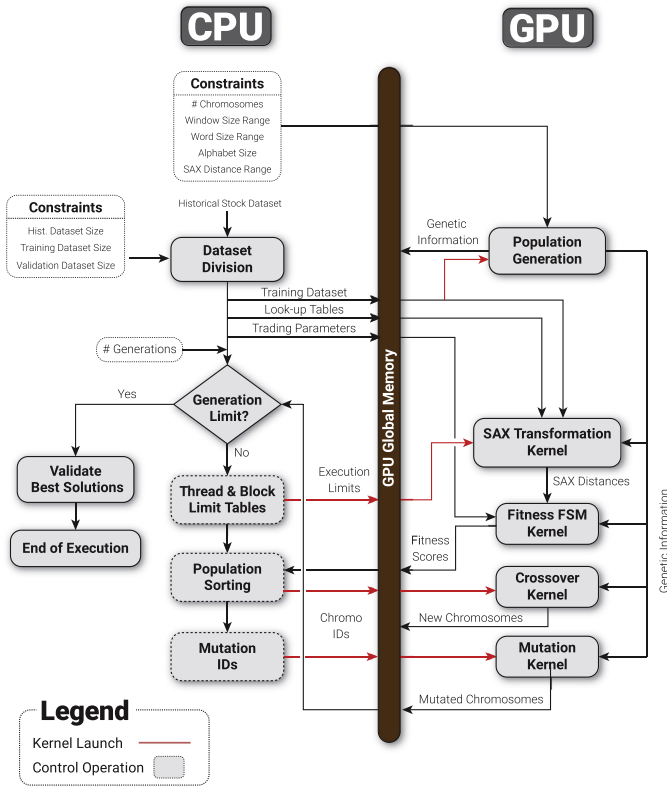 CPU
GPU
Constraints
# Chromosomes
Window Size Range
Word Size Range
Alphabet Size
SAX Distance Range
Constraints
Hist. Dataset Size
Training Dataset Size
Validation Dataset Size
Historical Stock Dataset
Dataset
Division
Genetic
Information
Population
Generation
Training Dataset
Look-up Tables
Trading Parameters
# Generations
GPU Global Memory
Generation
Limit?
Yes
No
Validate
Best Solutions
End of Execution
Thread & Block
Limit Tables
Execution
Limits
SAX Transformation
Kernel
SAX Distances
Fitness FSM
Kernel
Fitness
Scores
Genetic Information
Population
Sorting
Crossover
Kernel
Chromo
IDs
New Chromosomes
Mutation
IDs
Mutation
Kernel
Mutated Chromosomes
Legend
Kernel Launch
Control Operation